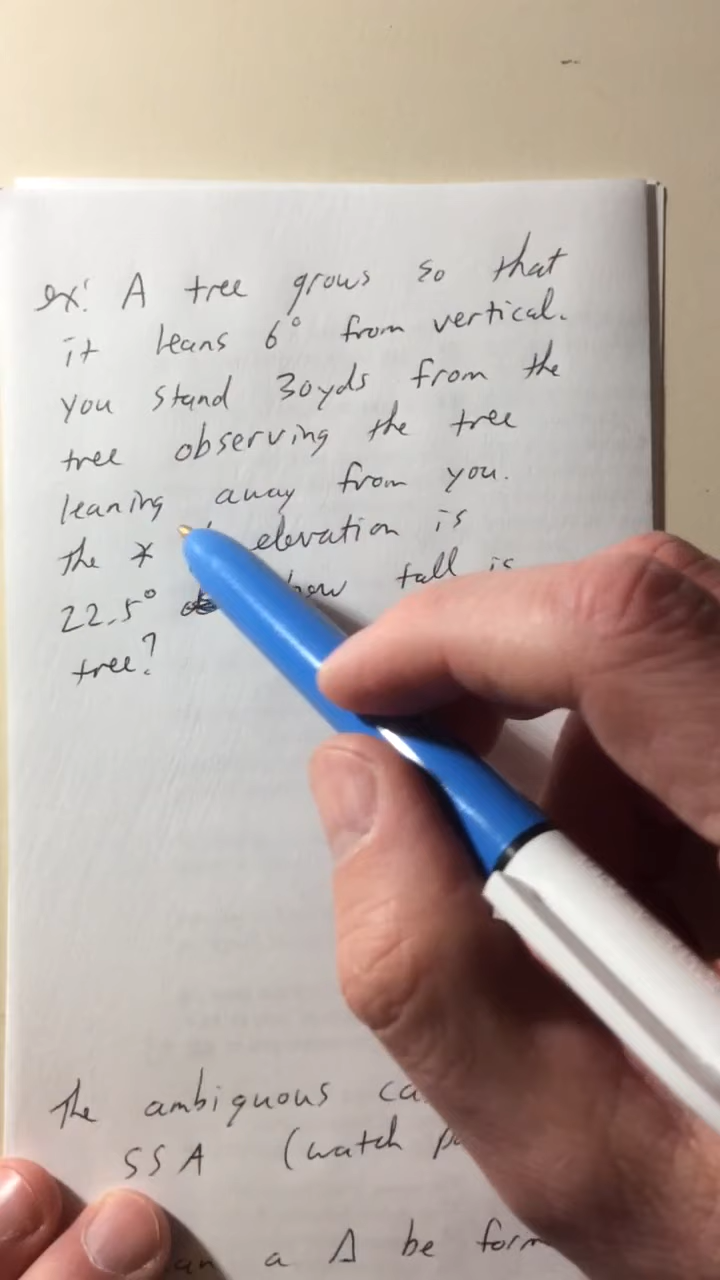 ex: A tree grows so that
it leans 6° from vertical.
you stand 30yds from the
tree observing the tree
leaning away from you.
the ∡ elevation is
22.5° how tall is
tree?
The ambiguous
SSA (watch
a Δ be